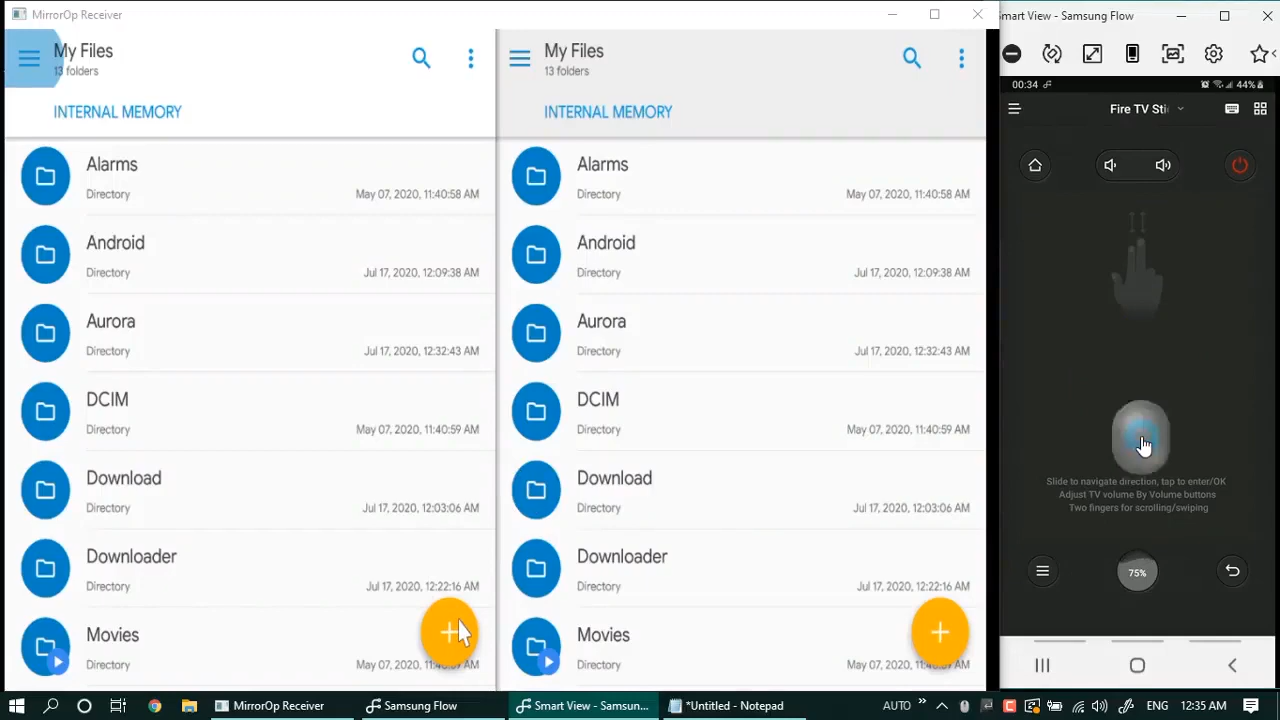 MirrorOp Receiver
My Files
13 folders
INTERNAL MEMORY
Alarms
Directory
May 07, 2020, 11:40:58 AM
Android
Directory
Jul 17, 2020, 12:09:38 AM
Aurora
Directory
Jul 17, 2020, 12:32:43 AM
DCIM
Directory
May 07, 2020, 11:40:59 AM
Download
Directory
Jul 17, 2020, 12:03:06 AM
Downloader
Directory
Jul 17, 2020, 12:22:16 AM
Movies
Directory
May 07, 2020, AM
My Files
13 folders
INTERNAL MEMORY
Alarms
Directory
May 07, 2020, 11:40:58 AM
Android
Directory
Jul 17, 2020, 12:09:38 AM
Aurora
Directory
Jul 17, 2020, 12:32:43 AM
DCIM
Directory
May 07, 2020, 11:40:59 AM
Download
Directory
Jul 17, 2020, 12:03:06 AM
Downloader
Directory
Jul 17, 2020, 12:22:16 AM
Movies
Directory
May 07, 2020, AM
mart View - Samsung Flow
00:34
44%
Fire TV Sti
Slide to navigate direction, tap to enter/OK
Adjust TV volume By Volume buttons
Two fingers for scrolling/swiping
75%
MirrorOp Receiver
Samsung Flow
Smart View - Samsun...
*Untitled - Notepad
AUTO
ENG
12:35 AM